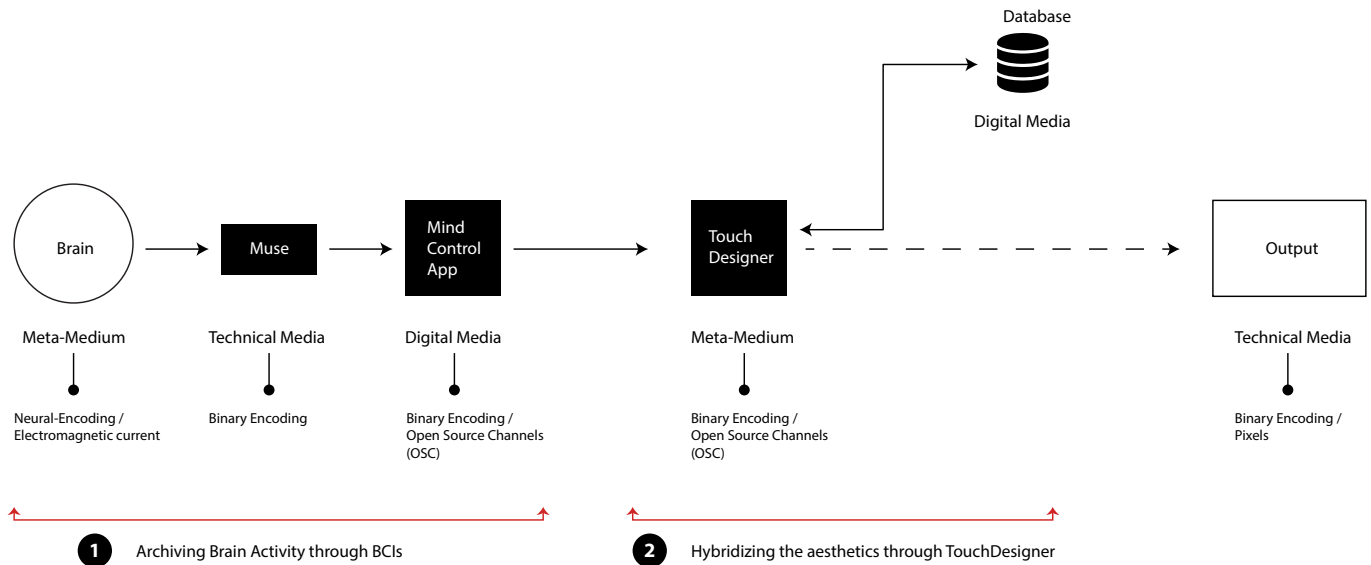 Database
Digital Media
Brain
Muse
Mind
Control
App
Touch
Designer
Output
Meta-Medium
Technical Media
Digital Media
Meta-Medium
Technical Media
Neural-Encoding /
Electromagnetic current
Binary Encoding
Binary Encoding /
Open Source Channels
(OSC)
Binary Encoding /
Open Source Channels
(OSC)
Binary Encoding /
Pixels
1 Archiving Brain Activity through BCIs
2 Hybridizing the aesthetics through TouchDesigner